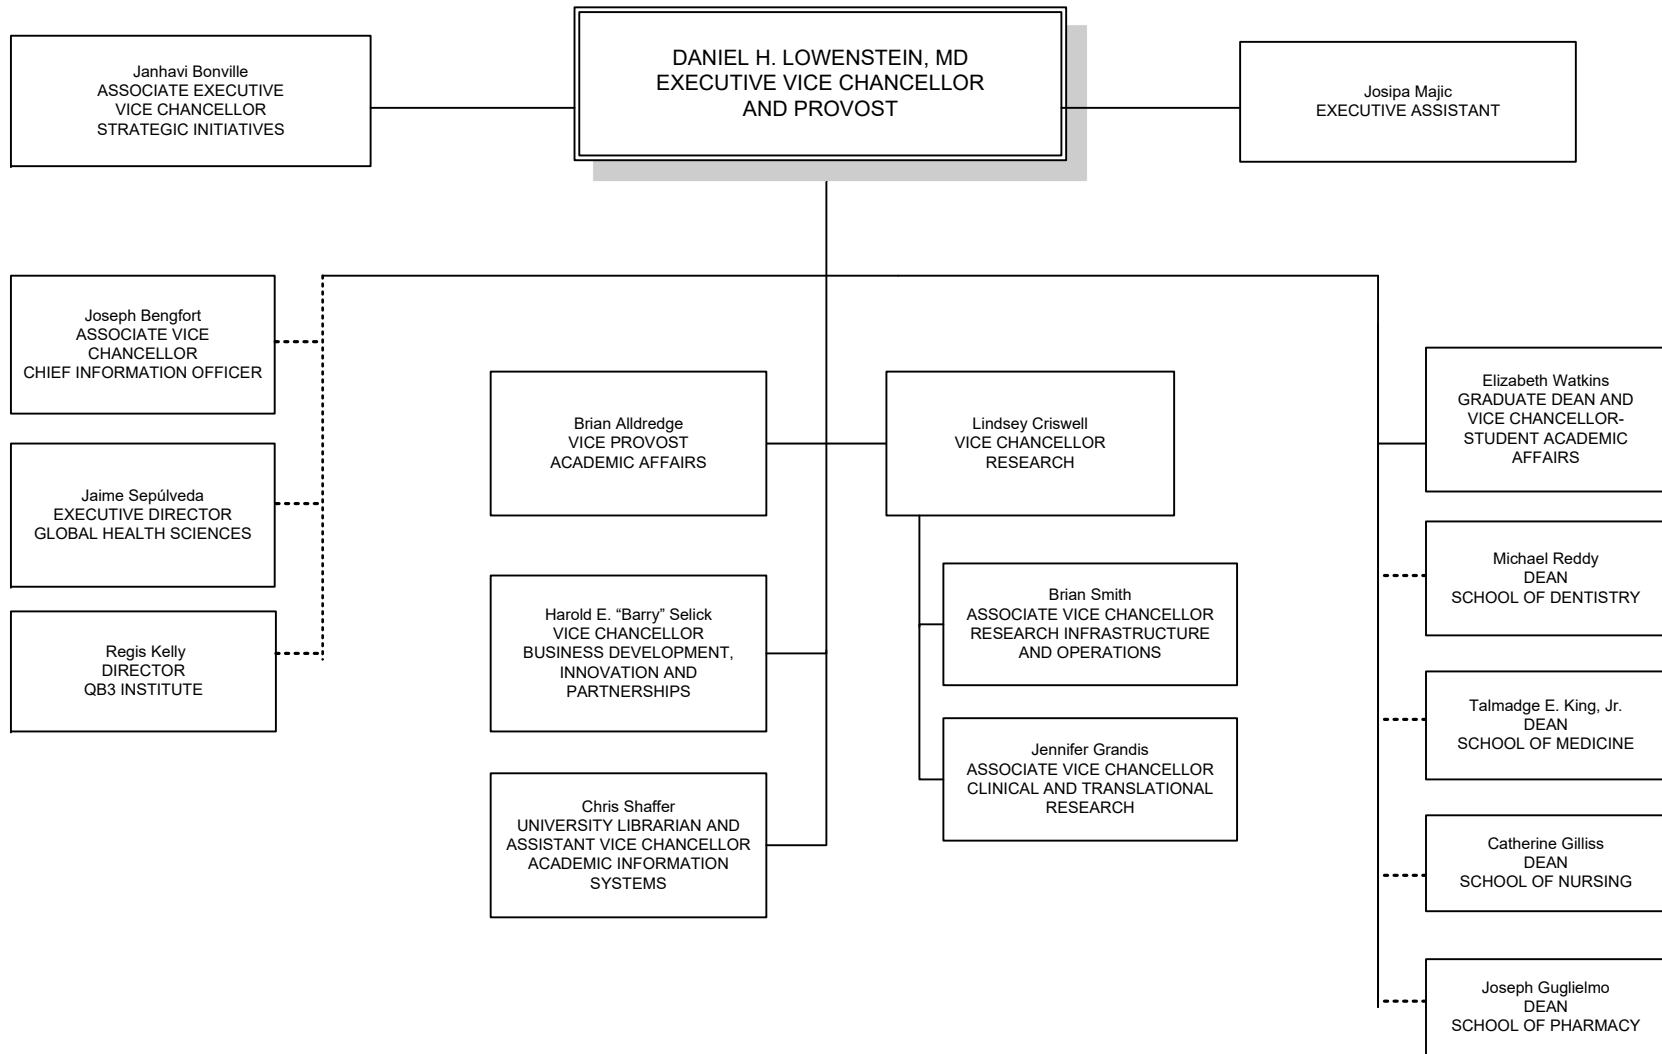 Janhavi Bonville
ASSOCIATE EXECUTIVE
VICE CHANCELLOR
STRATEGIC INITIATIVES
DANIEL H. LOWENSTEIN, MD
EXECUTIVE VICE CHANCELLOR
AND PROVOST
Josipa Majic
EXECUTIVE ASSISTANT
Joseph Bengfort
ASSOCIATE VICE
CHANCELLOR
CHIEF INFORMATION OFFICER
Jaime Sepúlveda
EXECUTIVE DIRECTOR
GLOBAL HEALTH SCIENCES
Regis Kelly
DIRECTOR
QB3 INSTITUTE
Brian Alldredge
VICE PROVOST
ACADEMIC AFFAIRS
Harold E. “Barry” Selick
VICE CHANCELLOR
BUSINESS DEVELOPMENT,
INNOVATION AND
PARTNERSHIPS
Chris Shaffer
UNIVERSITY LIBRARIAN AND
ASSISTANT VICE CHANCELLOR
ACADEMIC INFORMATION
SYSTEMS
Lindsey Criswell
VICE CHANCELLOR
RESEARCH
Brian Smith
ASSOCIATE VICE CHANCELLOR
RESEARCH INFRASTRUCTURE
AND OPERATIONS
Jennifer Grandis
ASSOCIATE VICE CHANCELLOR
CLINICAL AND TRANSLATIONAL
RESEARCH
Elizabeth Watkins
GRADUATE DEAN AND
VICE CHANCELLOR-
STUDENT ACADEMIC
AFFAIRS
Michael Reddy
DEAN
SCHOOL OF DENTISTRY
Talmadge E. King, Jr.
DEAN
SCHOOL OF MEDICINE
Catherine Gilliss
DEAN
SCHOOL OF NURSING
Joseph Guglielmo
DEAN
SCHOOL OF PHARMACY